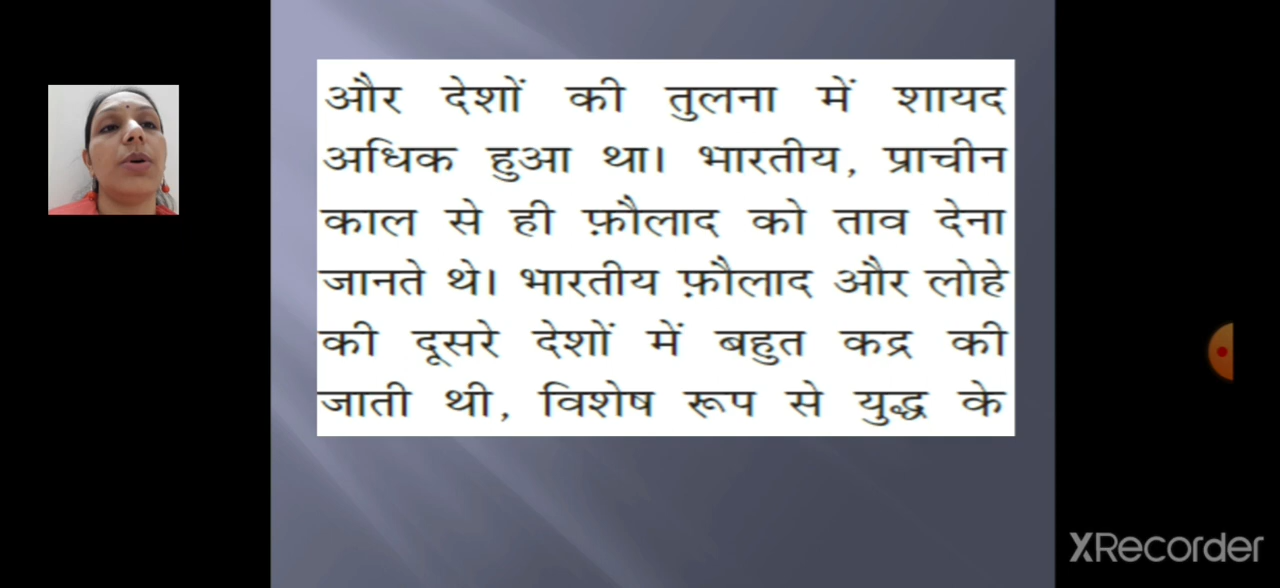 और देशों की तुलना में शायद
अधिक हुआ था। भारतीय, प्राचीन
काल से ही फ़ौलाद को ताव देना
जानते थे। भारतीय फ़ौलाद और लोहे
की दूसरे देशों में बहुत कद्र की
जाती थी, विशेष रूप से युद्ध के
XRecorder